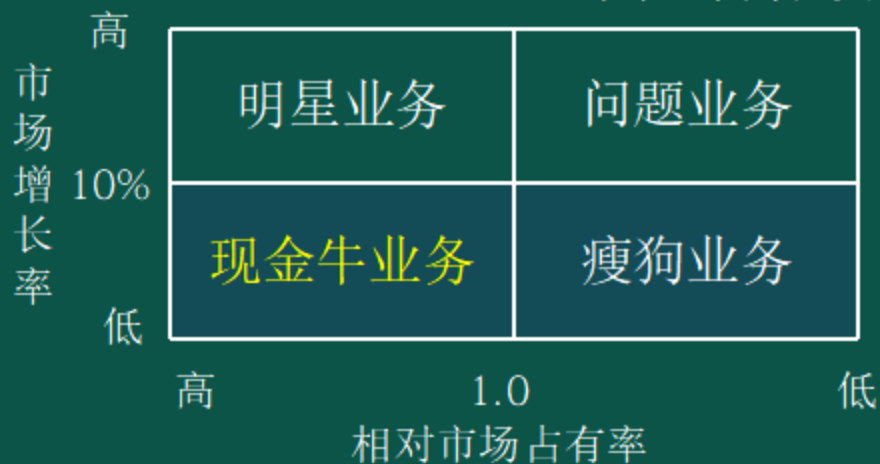 高
市场增长率
明星业务
问题业务
10%
现金牛业务
瘦狗业务
低
高
1.0
低
相对市场占有率